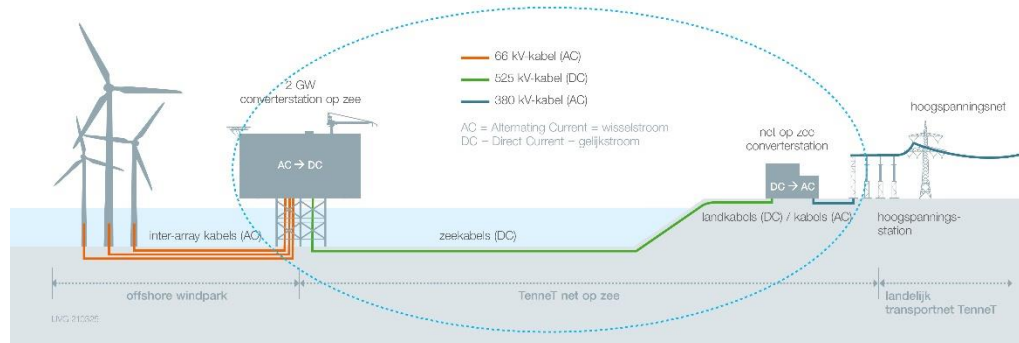 2 GW
converterstation op zee
66 kV-kabel (AC)
525 kV-kabel (DC)
380 kV-kabel (AC)
AC = Alternating Current = wisselstroom
DC – Direct Current – gelijkstroom
AC → DC
net op zee
converterstation
DC → AC
hoogspanningsnet
inter-array kabels (AC)
zeekabels (DC)
landkabels (DC) / kabels (AC)
hoogspannings-
station
offshore windpark
TenneT net op zee
landelijk
transportnet TenneT